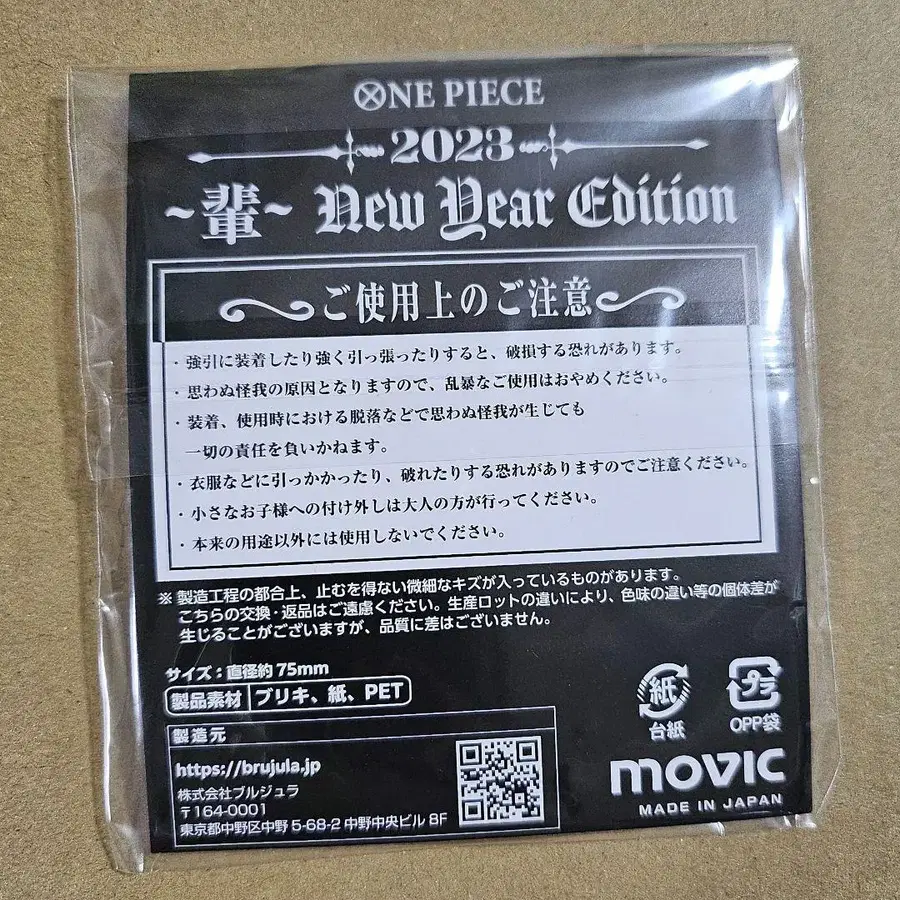 ONE PIECE
2023
~輩~ New Year Edition
ご使用上のご注意
・強引に装着したり強く引っ張ったりすると、破損する恐れがあります。
・思わぬ怪我の原因となりますので、乱暴なご使用はおやめください。
・装着、使用時における脱落などで思わぬ怪我が生じても
一切の責任を負いかねます。
・衣服などに引っかかったり、破れたりする恐れがありますのでご注意ください。
・小さなお子様への付け外しは大人の方が行ってください。
・本来の用途以外には使用しないでください。
※ 製造工程の都合上、止むを得ない微細なキズが入っているものがあります。
こちらの交換・返品はご遠慮ください。生産ロットの違いにより、色味の違い等の個体差が
生じることがございますが、品質に差はございません。
サイズ：直径約75mm
製品素材 ブリキ、紙、PET
製造元
https://brujula.jp
株式会社ブルジュラ
〒164-0001
東京都中野区中野 5-68-2 中野中央ビル 8F
紙
台紙
プラ
OPP袋
movic
MADE IN JAPAN